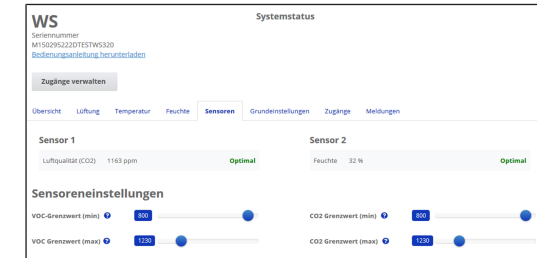 WS
Systemstatus
Seriennummer
M150295222DTESTWS320
Bedienungsanleitung herunterladen
Zugänge verwalten
Übersicht Lüftung Temperatur Feuchte Sensoren Grundeinstellungen Zugänge Meldungen
Sensor 1 Sensor 2
Luftqualität (CO2) 1163 ppm Optimal Feuchte 32 % Optimal
Sensoreneinstellungen
VOC-Grenzwert (min) ? 800 CO2 Grenzwert (min) ? 800
VOC Grenzwert (max) ? 1230 CO2 Grenzwert (max) ? 1230